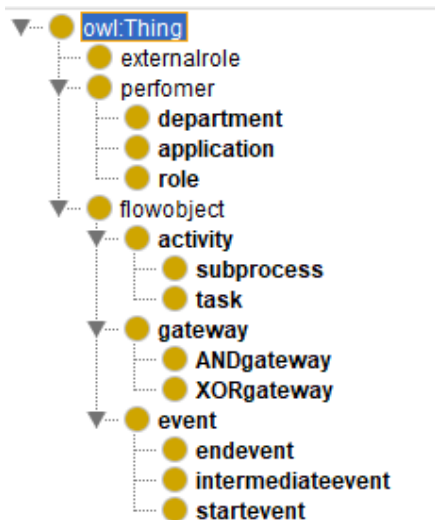 owl:Thing
externalrole
perfomer
department
application
role
flowobject
activity
subprocess
task
gateway
ANDgateway
XORgateway
event
endevent
intermediateevent
startevent